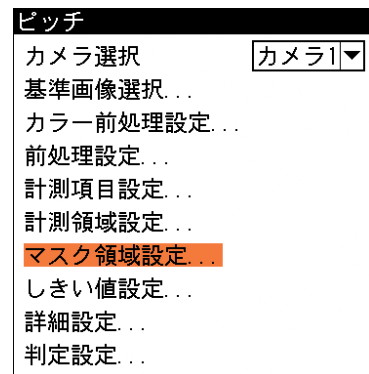 ピッチ
カメラ選択 カメラ1▼
基準画像選択...
カラー前処理設定...
前処理設定...
計測項目設定...
計測領域設定...
マスク領域設定...
しきい値設定...
詳細設定...
判定設定...